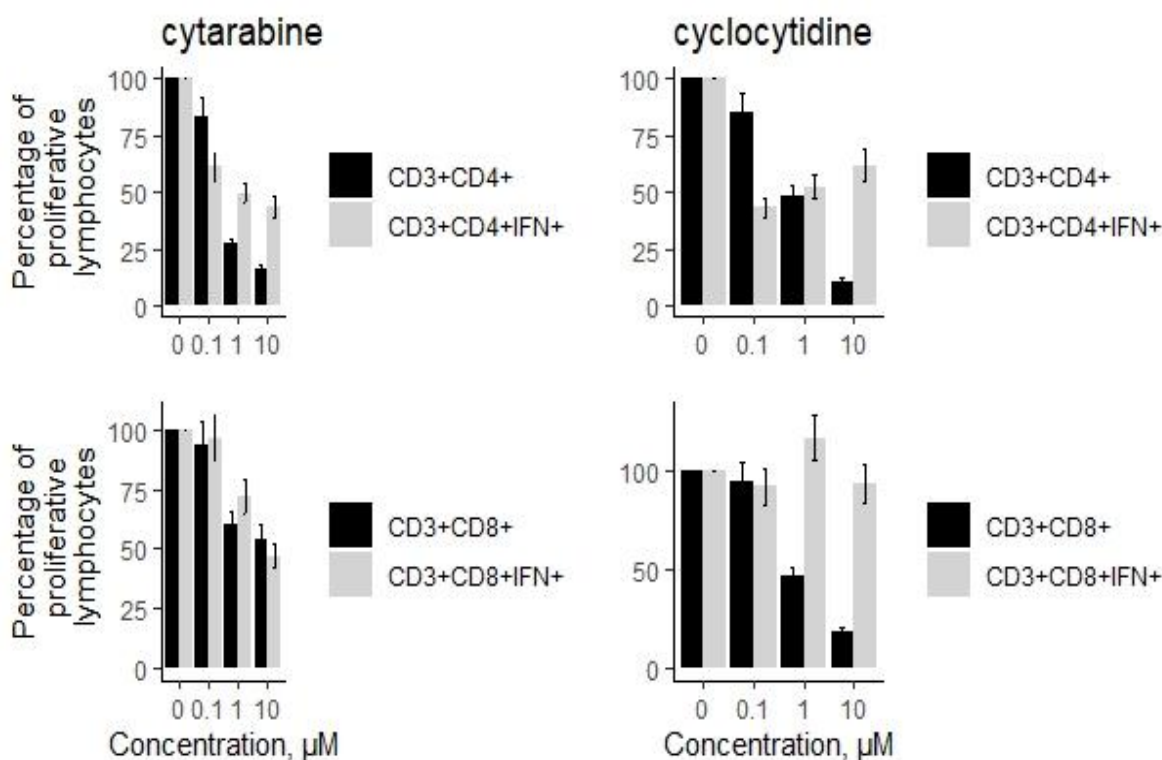 cytarabine
Percentage of
proliferative
lymphocytes
100
75
50
25
0
0 0.1 1 10
CD3+CD4+
CD3+CD4+IFN+
cyclocytidine
100
75
50
25
0
0 0.1 1 10
CD3+CD4+
CD3+CD4+IFN+
Percentage of
proliferative
lymphocytes
100
75
50
25
0
0 0.1 1 10
Concentration, µM
CD3+CD8+
CD3+CD8+IFN+
100
50
0
0 0.1 1 10
Concentration, µM
CD3+CD8+
CD3+CD8+IFN+